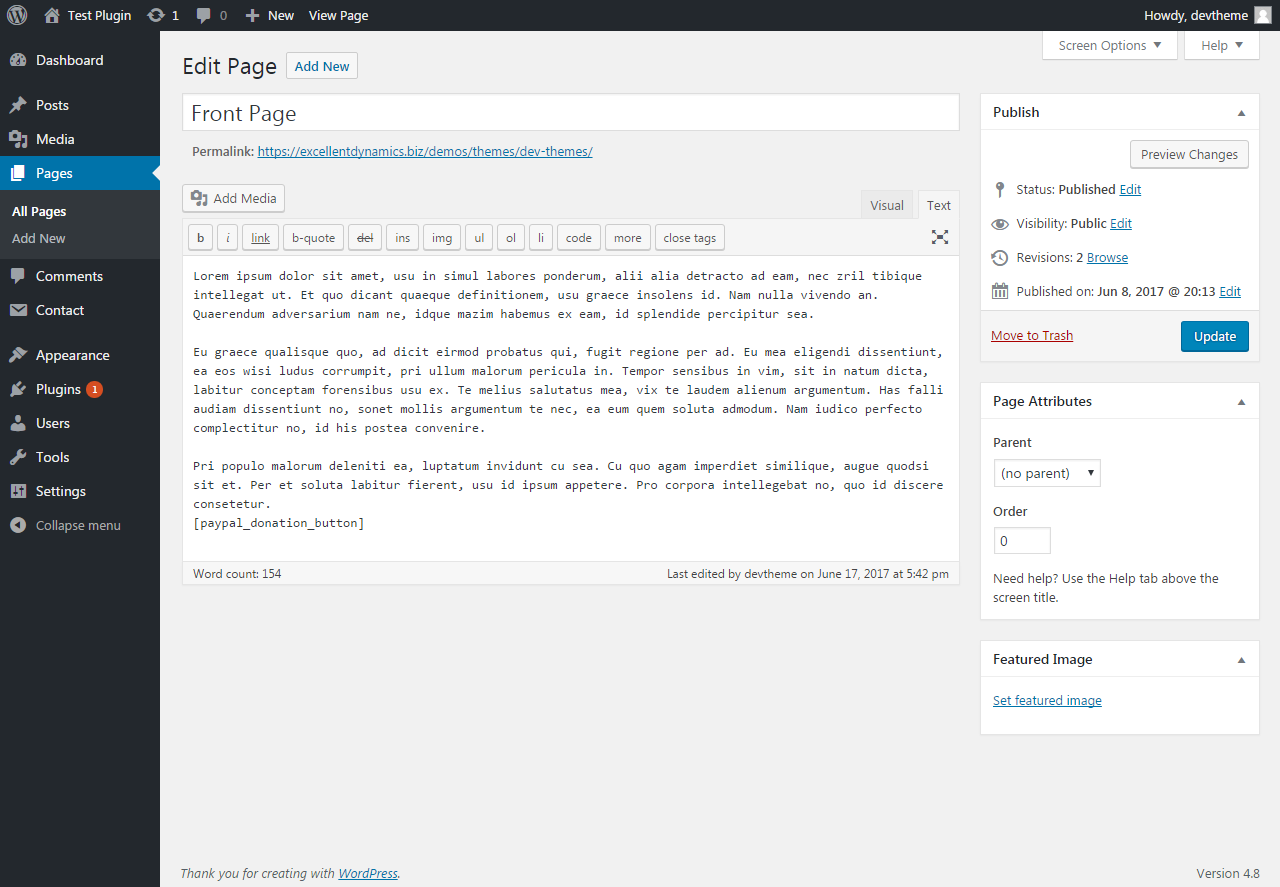 Test Plugin 1 0 New View Page Howdy, devtheme
Screen Options Help
Dashboard
Posts
Media
Pages
All Pages
Add New
Comments
Contact
Appearance
Plugins 1
Users
Tools
Settings
Collapse menu
Edit Page Add New
Front Page
Permalink: https://excellentdynamics.biz/demos/themes/dev-themes/
Add Media
Visual Text
b i link b-quote del ins img ul ol li code more close tags
Lorem ipsum dolor sit amet, usu in simul labores ponderum, alii alia detracto ad eam, nec zril tibique
intellegat ut. Et quo dicant quaeque definitionem, usu graece insolens id. Nam nulla vivendo an.
Quaerendum adversarium nam ne, idque mazim habemus ex eam, id splendide percipitur sea.
Eu graece qualisque quo, ad dicit eirmod probatus qui, fugit regione per ad. Eu mea eligendi dissentiunt,
ea eos wisi ludus corrumpit, pri ullum malorum pericula in. Tempor sensibus in vim, sit in natum dicta,
labitur conceptam forensibus usu ex. Te melius salutatus mea, vix te laudem alienum argumentum. Has falli
audiam dissentiunt no, sonet mollis argumentum te nec, ea eum quem soluta admodum. Nam iudico perfecto
complectitur no, id his postea convenire.
Pri populo malorum deleniti ea, luptatum invidunt cu sea. Cu quo agam imperdiet similique, augue quodsi
sit et. Per et soluta labitur fierent, usu id ipsum appetere. Pro corpora intellegebat no, quo id discere
consetetur.
[paypal_donation_button]
Word count: 154 Last edited by devtheme on June 17, 2017 at 5:42 pm
Publish
Preview Changes
Status: Published Edit
Visibility: Public Edit
Revisions: 2 Browse
Published on: Jun 8, 2017 @ 20:13 Edit
Move to Trash Update
Page Attributes
Parent
(no parent)
Order
0
Need help? Use the Help tab above the
screen title.
Featured Image
Set featured image
Thank you for creating with WordPress. Version 4.8